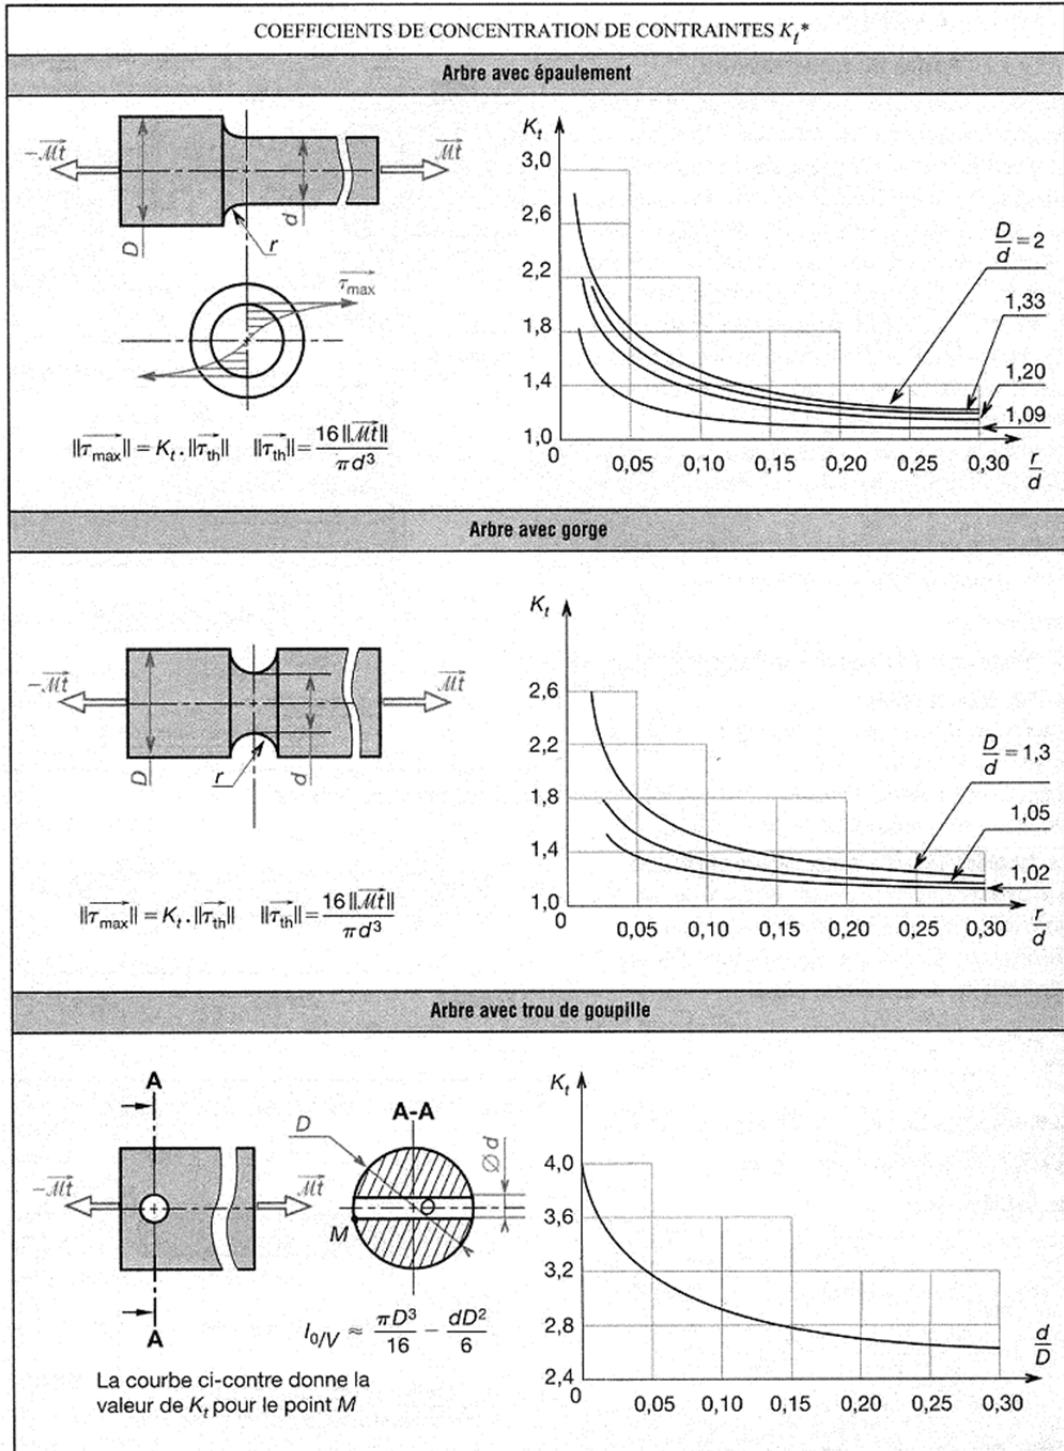 COEFFICIENTS DE CONCENTRATION DE CONTRAINTES Kt*
Arbre avec épaulement
-Mt
Mt
D
d
r
τmax
||τmax|| = Kt . ||τth||   ||τth|| = 16 ||Mt|| / πd³
Kt
3,0
2,6
2,2
1,8
1,4
1,0
0
0,05 0,10 0,15 0,20 0,25 0,30 r/d
D/d = 2
1,33
1,20
1,09
Arbre avec gorge
-Mt
Mt
D
r
d
||τmax|| = Kt . ||τth||   ||τth|| = 16 ||Mt|| / πd³
Kt
2,6
2,2
1,8
1,4
1,0
0
0,05 0,10 0,15 0,20 0,25 0,30 r/d
D/d = 1,3
1,05
1,02
Arbre avec trou de goupille
A
-Mt
Mt
A
A-A
D
Ø d
O
M
I0/V ≈ πD³/16 - dD²/6
La courbe ci-contre donne la
valeur de Kt pour le point M
Kt
4,0
3,6
3,2
2,8
2,4
0,05 0,10 0,15 0,20 0,25 0,30
d/D